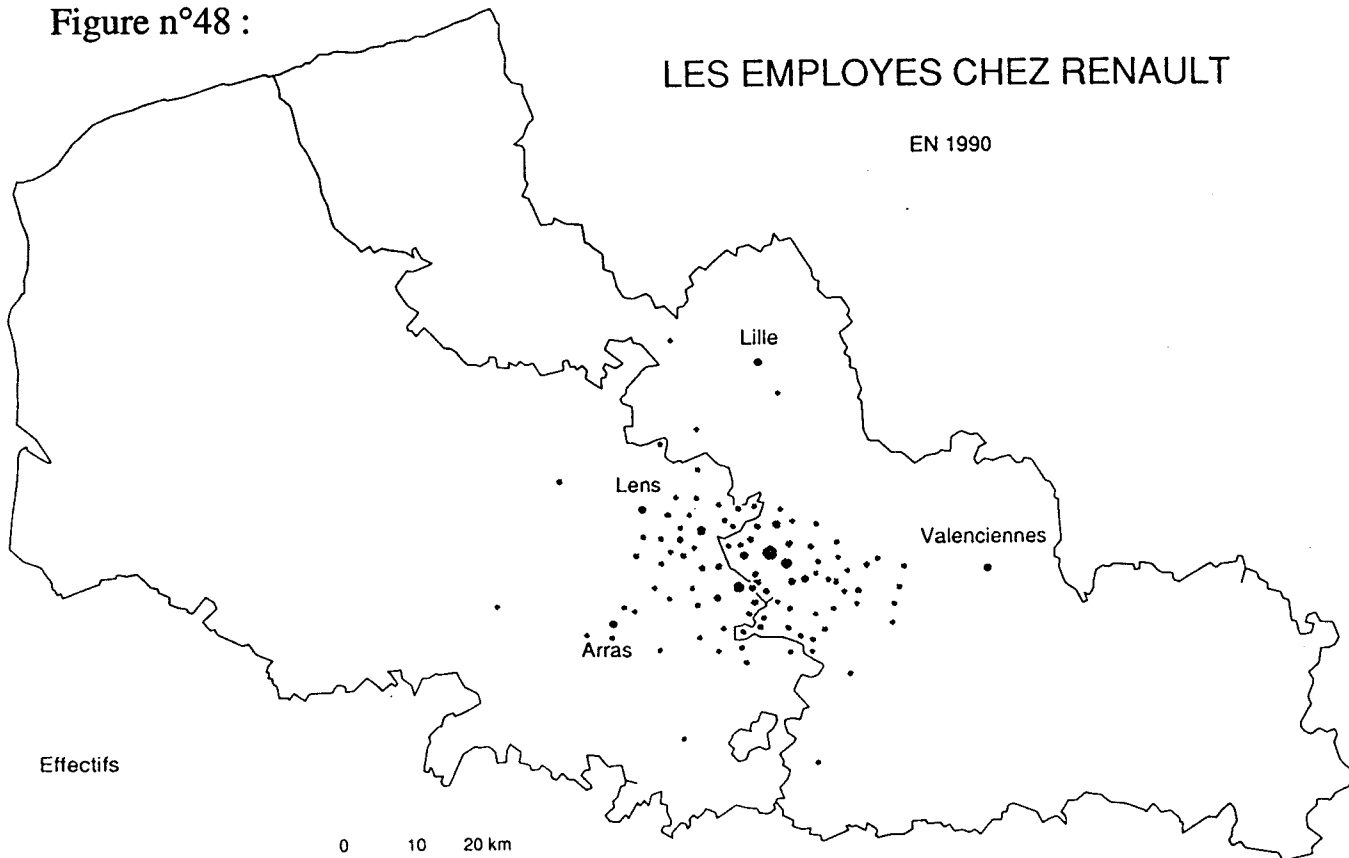 Figure n°48 :
LES EMPLOYES CHEZ RENAULT
EN 1990
Lille
Lens
Valenciennes
Arras
Effectifs
0 10 20 km